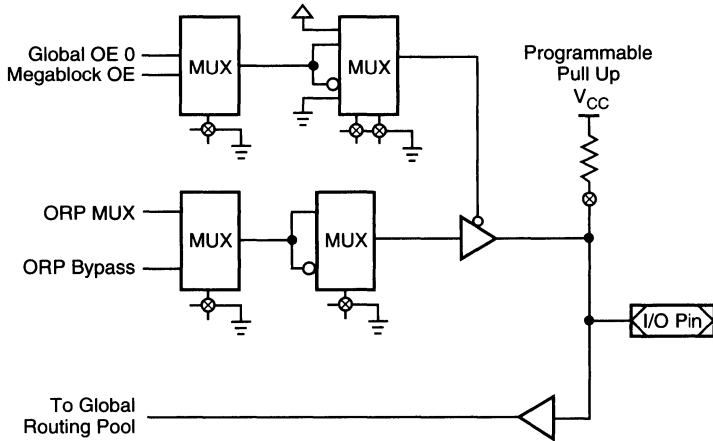 Global OE 0
Megablock OE
MUX
MUX
Programmable
Pull Up
VCC
ORP MUX
ORP Bypass
MUX
MUX
I/O Pin
To Global
Routing Pool